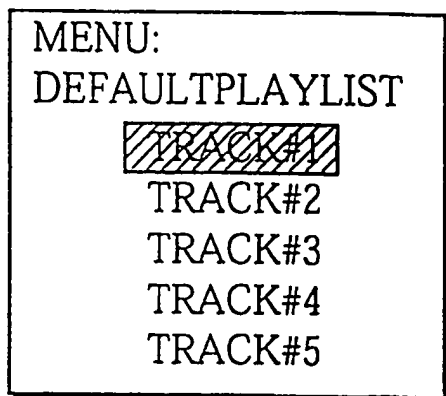 MENU:
DEFAULTPLAYLIST
TRACK#1
TRACK#2
TRACK#3
TRACK#4
TRACK#5